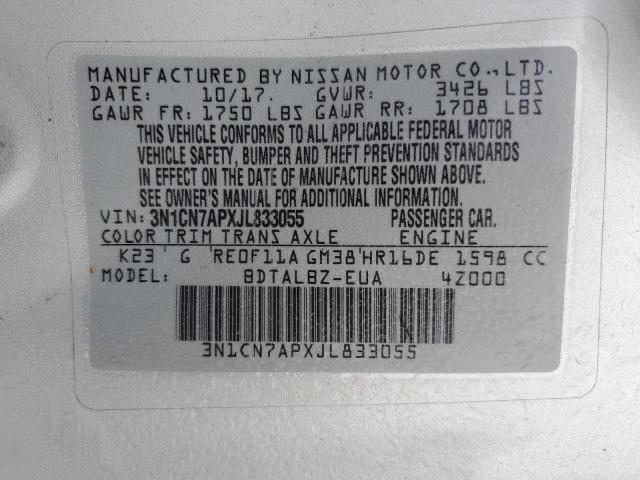 MANUFACTURED BY NISSAN MOTOR CO., LTD.
DATE: 10/17. GVWR: 3426 LBS
GAWR FR: 1750 LBS GAWR RR: 1708 LBS
THIS VEHICLE CONFORMS TO ALL APPLICABLE FEDERAL MOTOR
VEHICLE SAFETY, BUMPER AND THEFT PREVENTION STANDARDS
IN EFFECT ON THE DATE OF MANUFACTURE SHOWN ABOVE.
SEE OWNER'S MANUAL FOR ADDITIONAL INFORMATION.
VIN: 3N1CN7APXJL833055 PASSENGER CAR.
COLOR TRIM TRANS AXLE ENGINE
K23 G RE0F11A GM38 HR16DE 1598 CC
MODEL: BDTALBZ-EUA 4Z000
3N1CN7APXJL833055